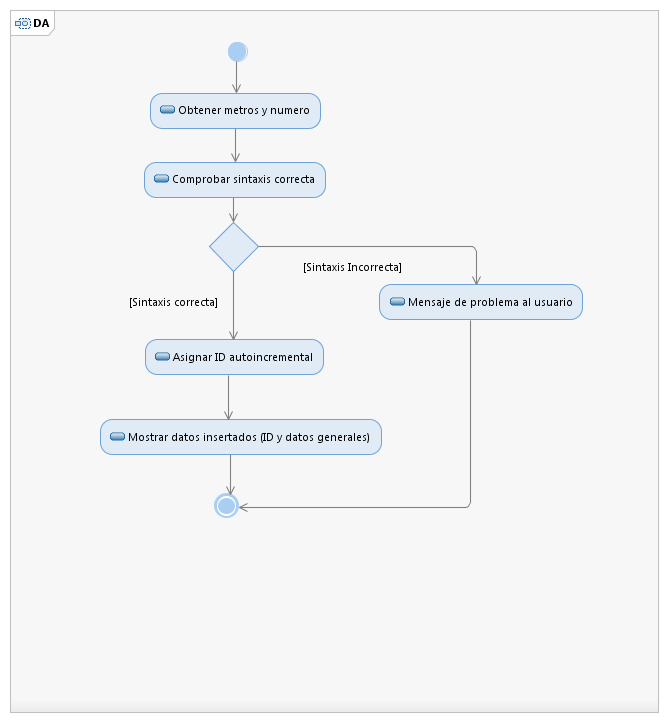 DA
Obtener metros y numero
Comprobar sintaxis correcta
[Sintaxis Incorrecta]
[Sintaxis correcta]
Mensaje de problema al usuario
Asignar ID autoincremental
Mostrar datos insertados (ID y datos generales)